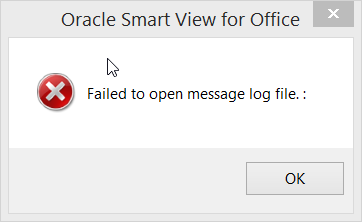 Oracle Smart View for Office
Failed to open message log file. :
OK